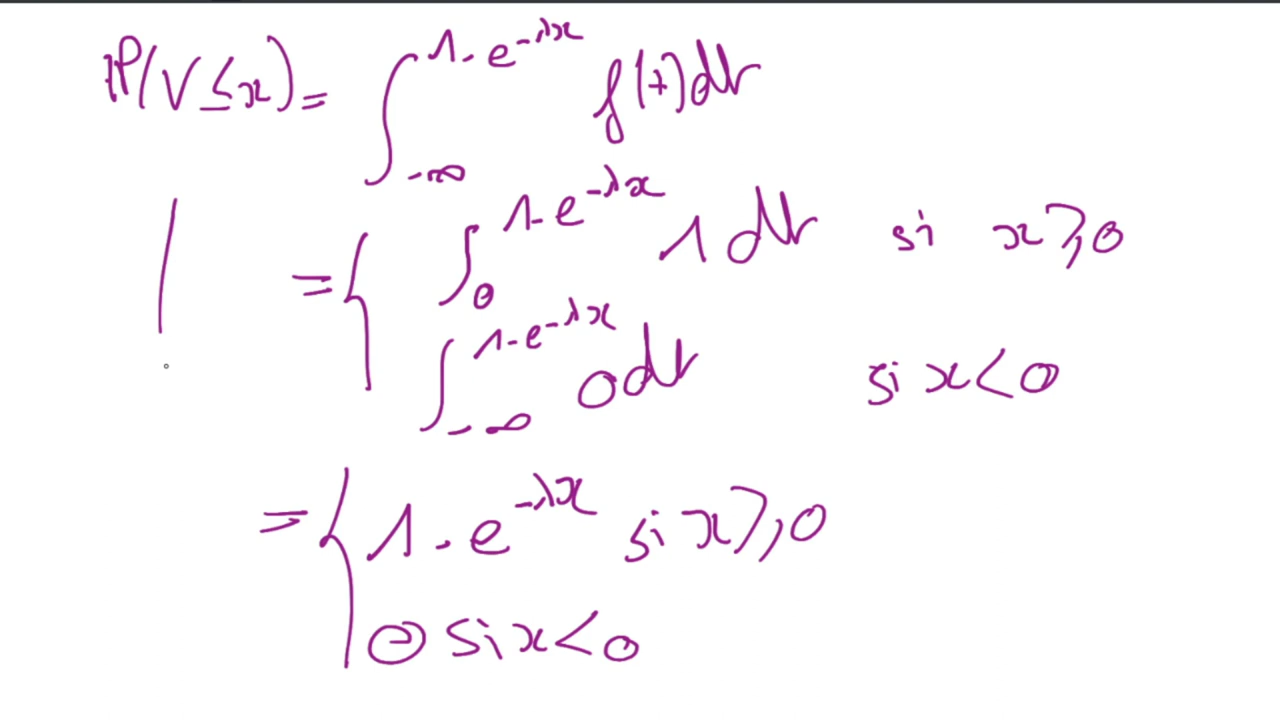 ℙ(V ≤ x) = ∫_{-∞}^{1-e^{-λx}} f(t)dt
= { ∫_0^{1-e^{-λx}} 1 dt si x ⩾ 0
∫_{-∞}^{1-e^{-λx}} 0 dt si x < 0
= { 1 - e^{-λx} si x ⩾ 0
0 si x < 0